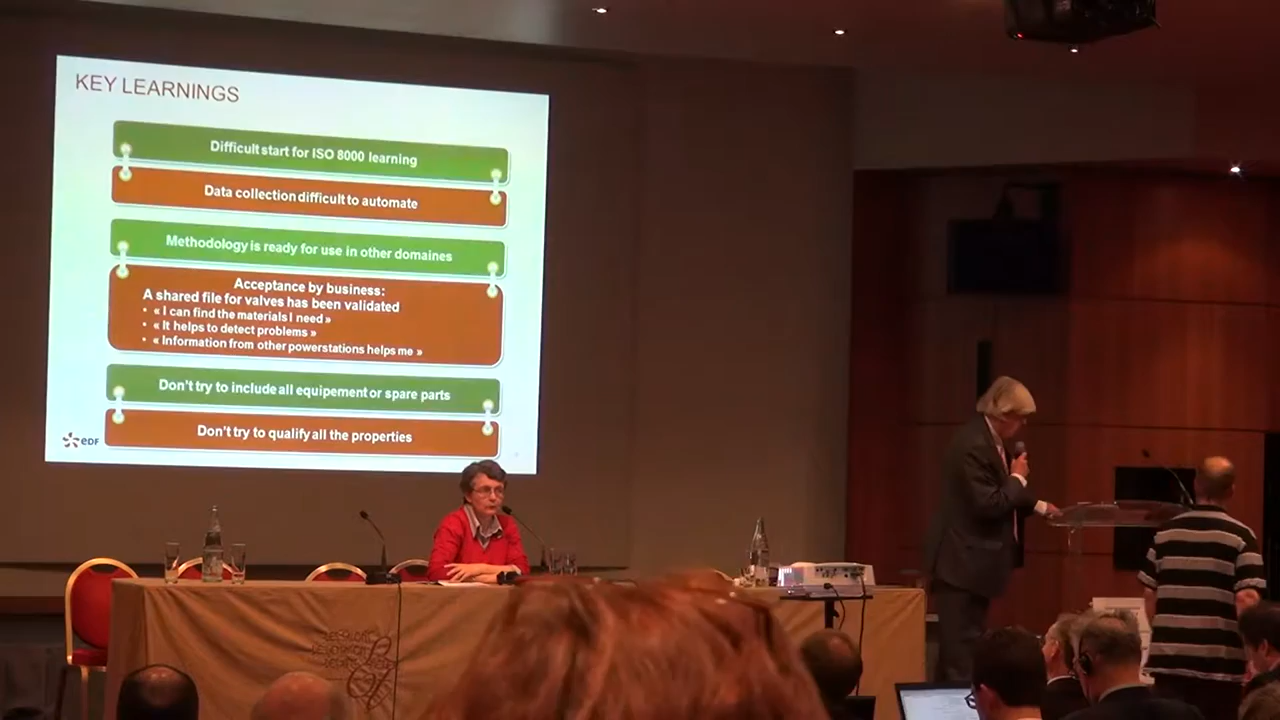 KEY LEARNINGS
Difficult start for ISO 8000 learning
Data collection difficult to automate
Methodology is ready for use in other domaines
Acceptance by business:
A shared file for valves has been validated
• « I can find the materials I need »
• « It helps to detect problems »
• « Information from other powerstations helps me »
Don't try to include all equipement or spare parts
Don't try to qualify all the properties
eDF